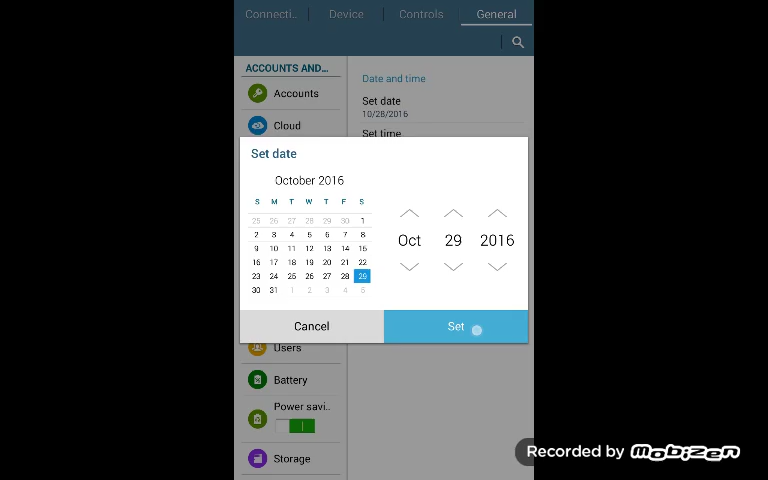 Connecti..
Device
Controls
General
ACCOUNTS AND...
Accounts
Cloud
Date and time
Set date
10/28/2016
Set time
Set date
October 2016
S M T W T F S
25 26 27 28 29 30 1
2 3 4 5 6 7 8
9 10 11 12 13 14 15
16 17 18 19 20 21 22
23 24 25 26 27 28 29
30 31 1 2 3 4 5
Oct 29 2016
Cancel
Set
Users
Battery
Power savi..
Storage
Recorded by MOBIZEN